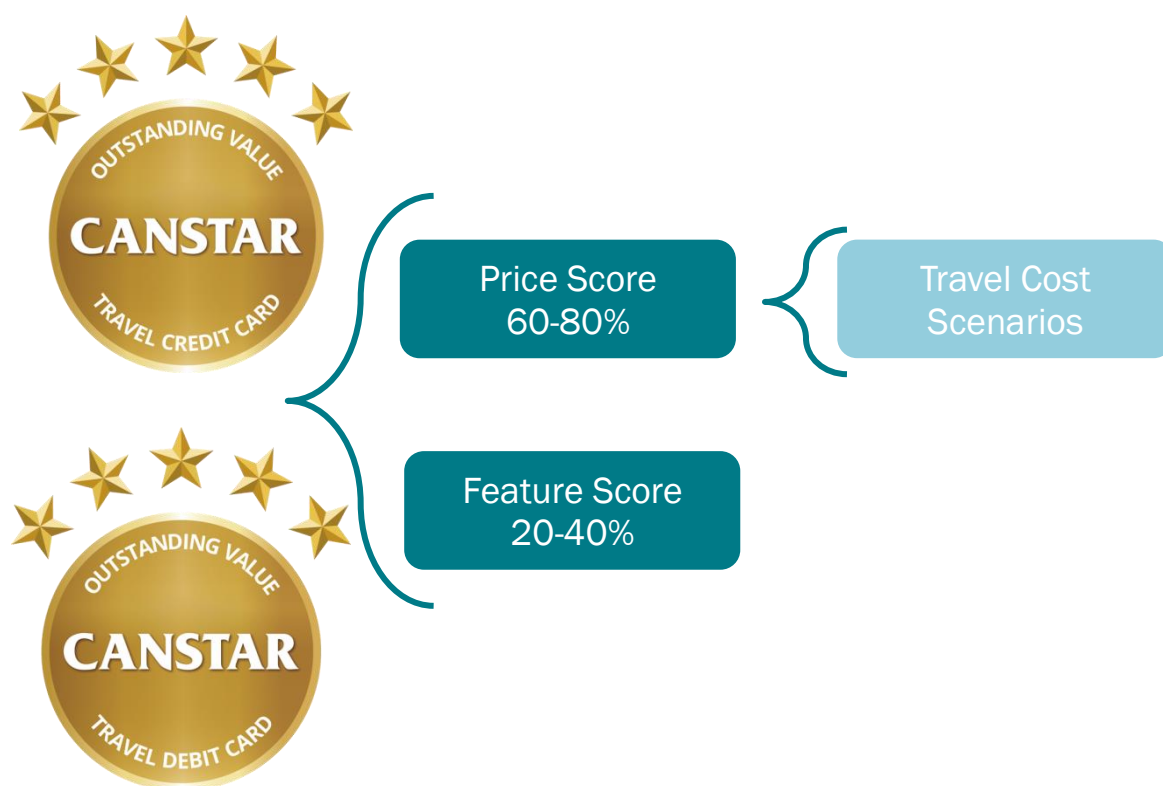 OUTSTANDING VALUE
CANSTAR
TRAVEL CREDIT CARD
Price Score
60-80%
Travel Cost
Scenarios
Feature Score
20-40%
OUTSTANDING VALUE
CANSTAR
TRAVEL DEBIT CARD